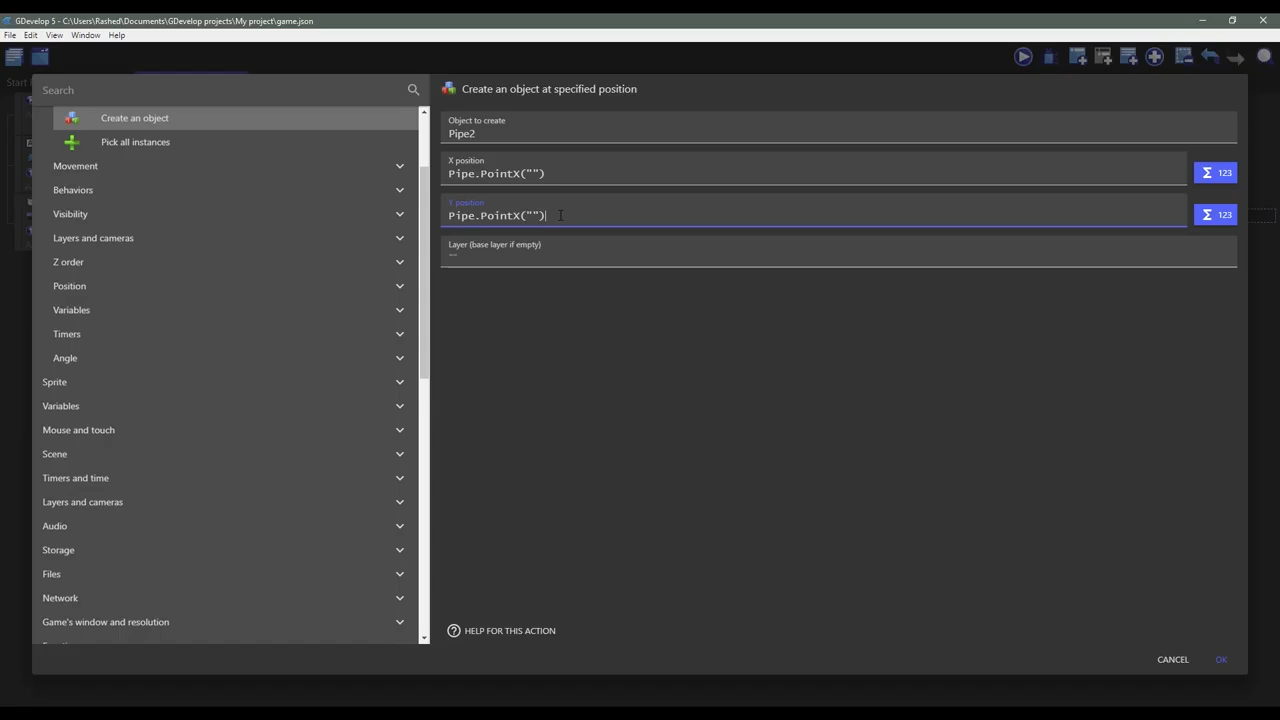 GDevelop 5 - C:\Users\Rashed\Documents\GDevelop projects\My project\game.json
File Edit View Window Help
Start
Search
Create an object
Pick all instances
Movement
Behaviors
Visibility
Layers and cameras
Z order
Position
Variables
Timers
Angle
Sprite
Variables
Mouse and touch
Scene
Timers and time
Layers and cameras
Audio
Storage
Files
Network
Game's window and resolution
Create an object at specified position
Object to create
Pipe2
X position
Pipe.PointX("")
Σ 123
Y position
Pipe.PointX("")
Σ 123
Layer (base layer if empty)
""
HELP FOR THIS ACTION
CANCEL OK